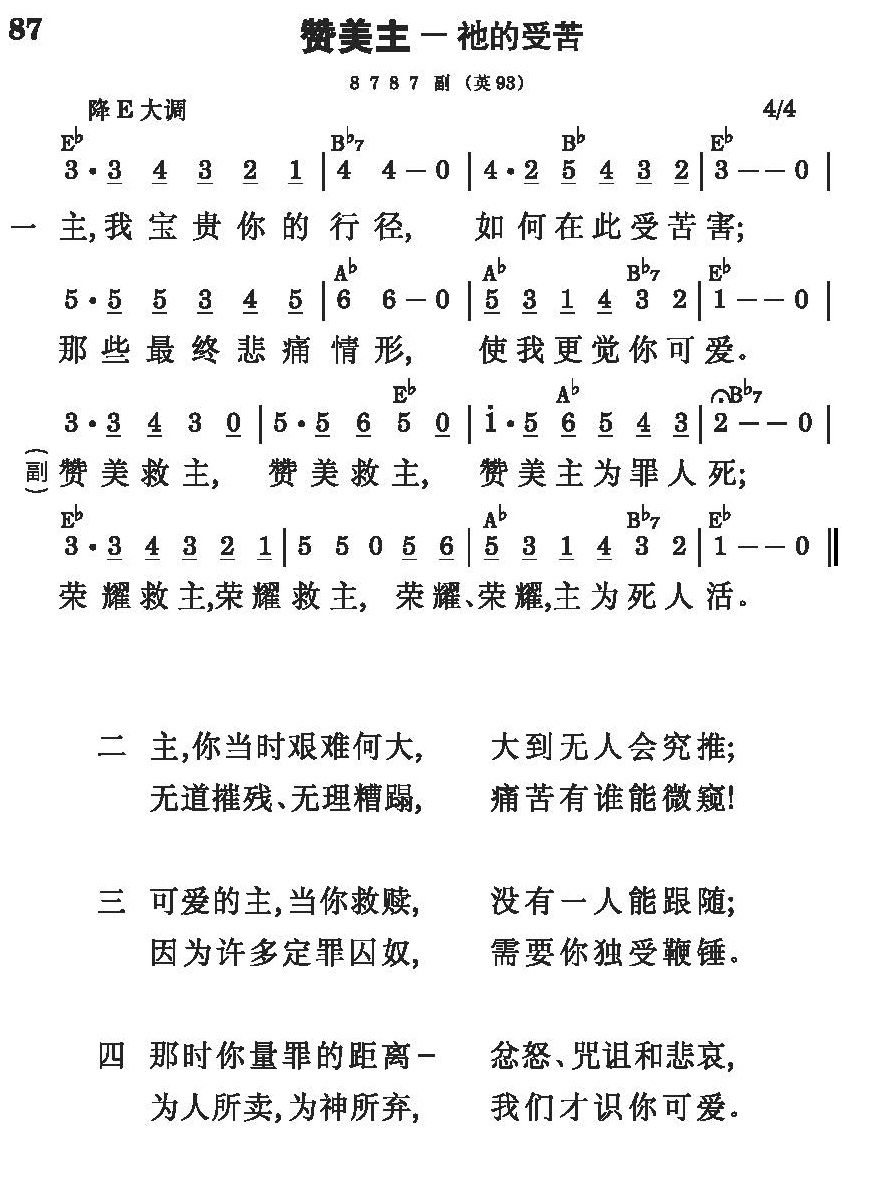 87
赞美主－祂的受苦
8 7 8 7 副 (英93)
降E大调 4/4
E♭ B♭7 B♭ E♭
3·3 4 3 2 1 | 4 4－0 | 4·2 5 4 3 2 | 3－－0 |
一 主,我宝贵你的行径, 如何在此受苦害;
A♭ A♭ B♭7 E♭
5·5 5 3 4 5 | 6 6－0 | 5 3 1 4 3 2 | 1－－0 |
那些最终悲痛情形, 使我更觉你可爱。
E♭ A♭ B♭7
3·3 4 3 0 | 5·5 6 5 0 | i·5 6 5 4 3 | 2－－0 |
(副) 赞美救主, 赞美救主, 赞美主为罪人死;
E♭ A♭ B♭7 E♭
3·3 4 3 2 1 | 5 5 0 5 6 | 5 3 1 4 3 2 | 1－－0 ‖
荣耀救主,荣耀救主, 荣耀、荣耀,主为死人活。
二 主,你当时艰难何大, 大到无人会究推;
无道摧残、无理糟蹋, 痛苦有谁能微窥!
三 可爱的主,当你救赎, 没有一人能跟随;
因为许多定罪囚奴, 需要你独受鞭锤。
四 那时你量罪的距离－ 忿怒、咒诅和悲哀,
为人所卖,为神所弃, 我们才识你可爱。